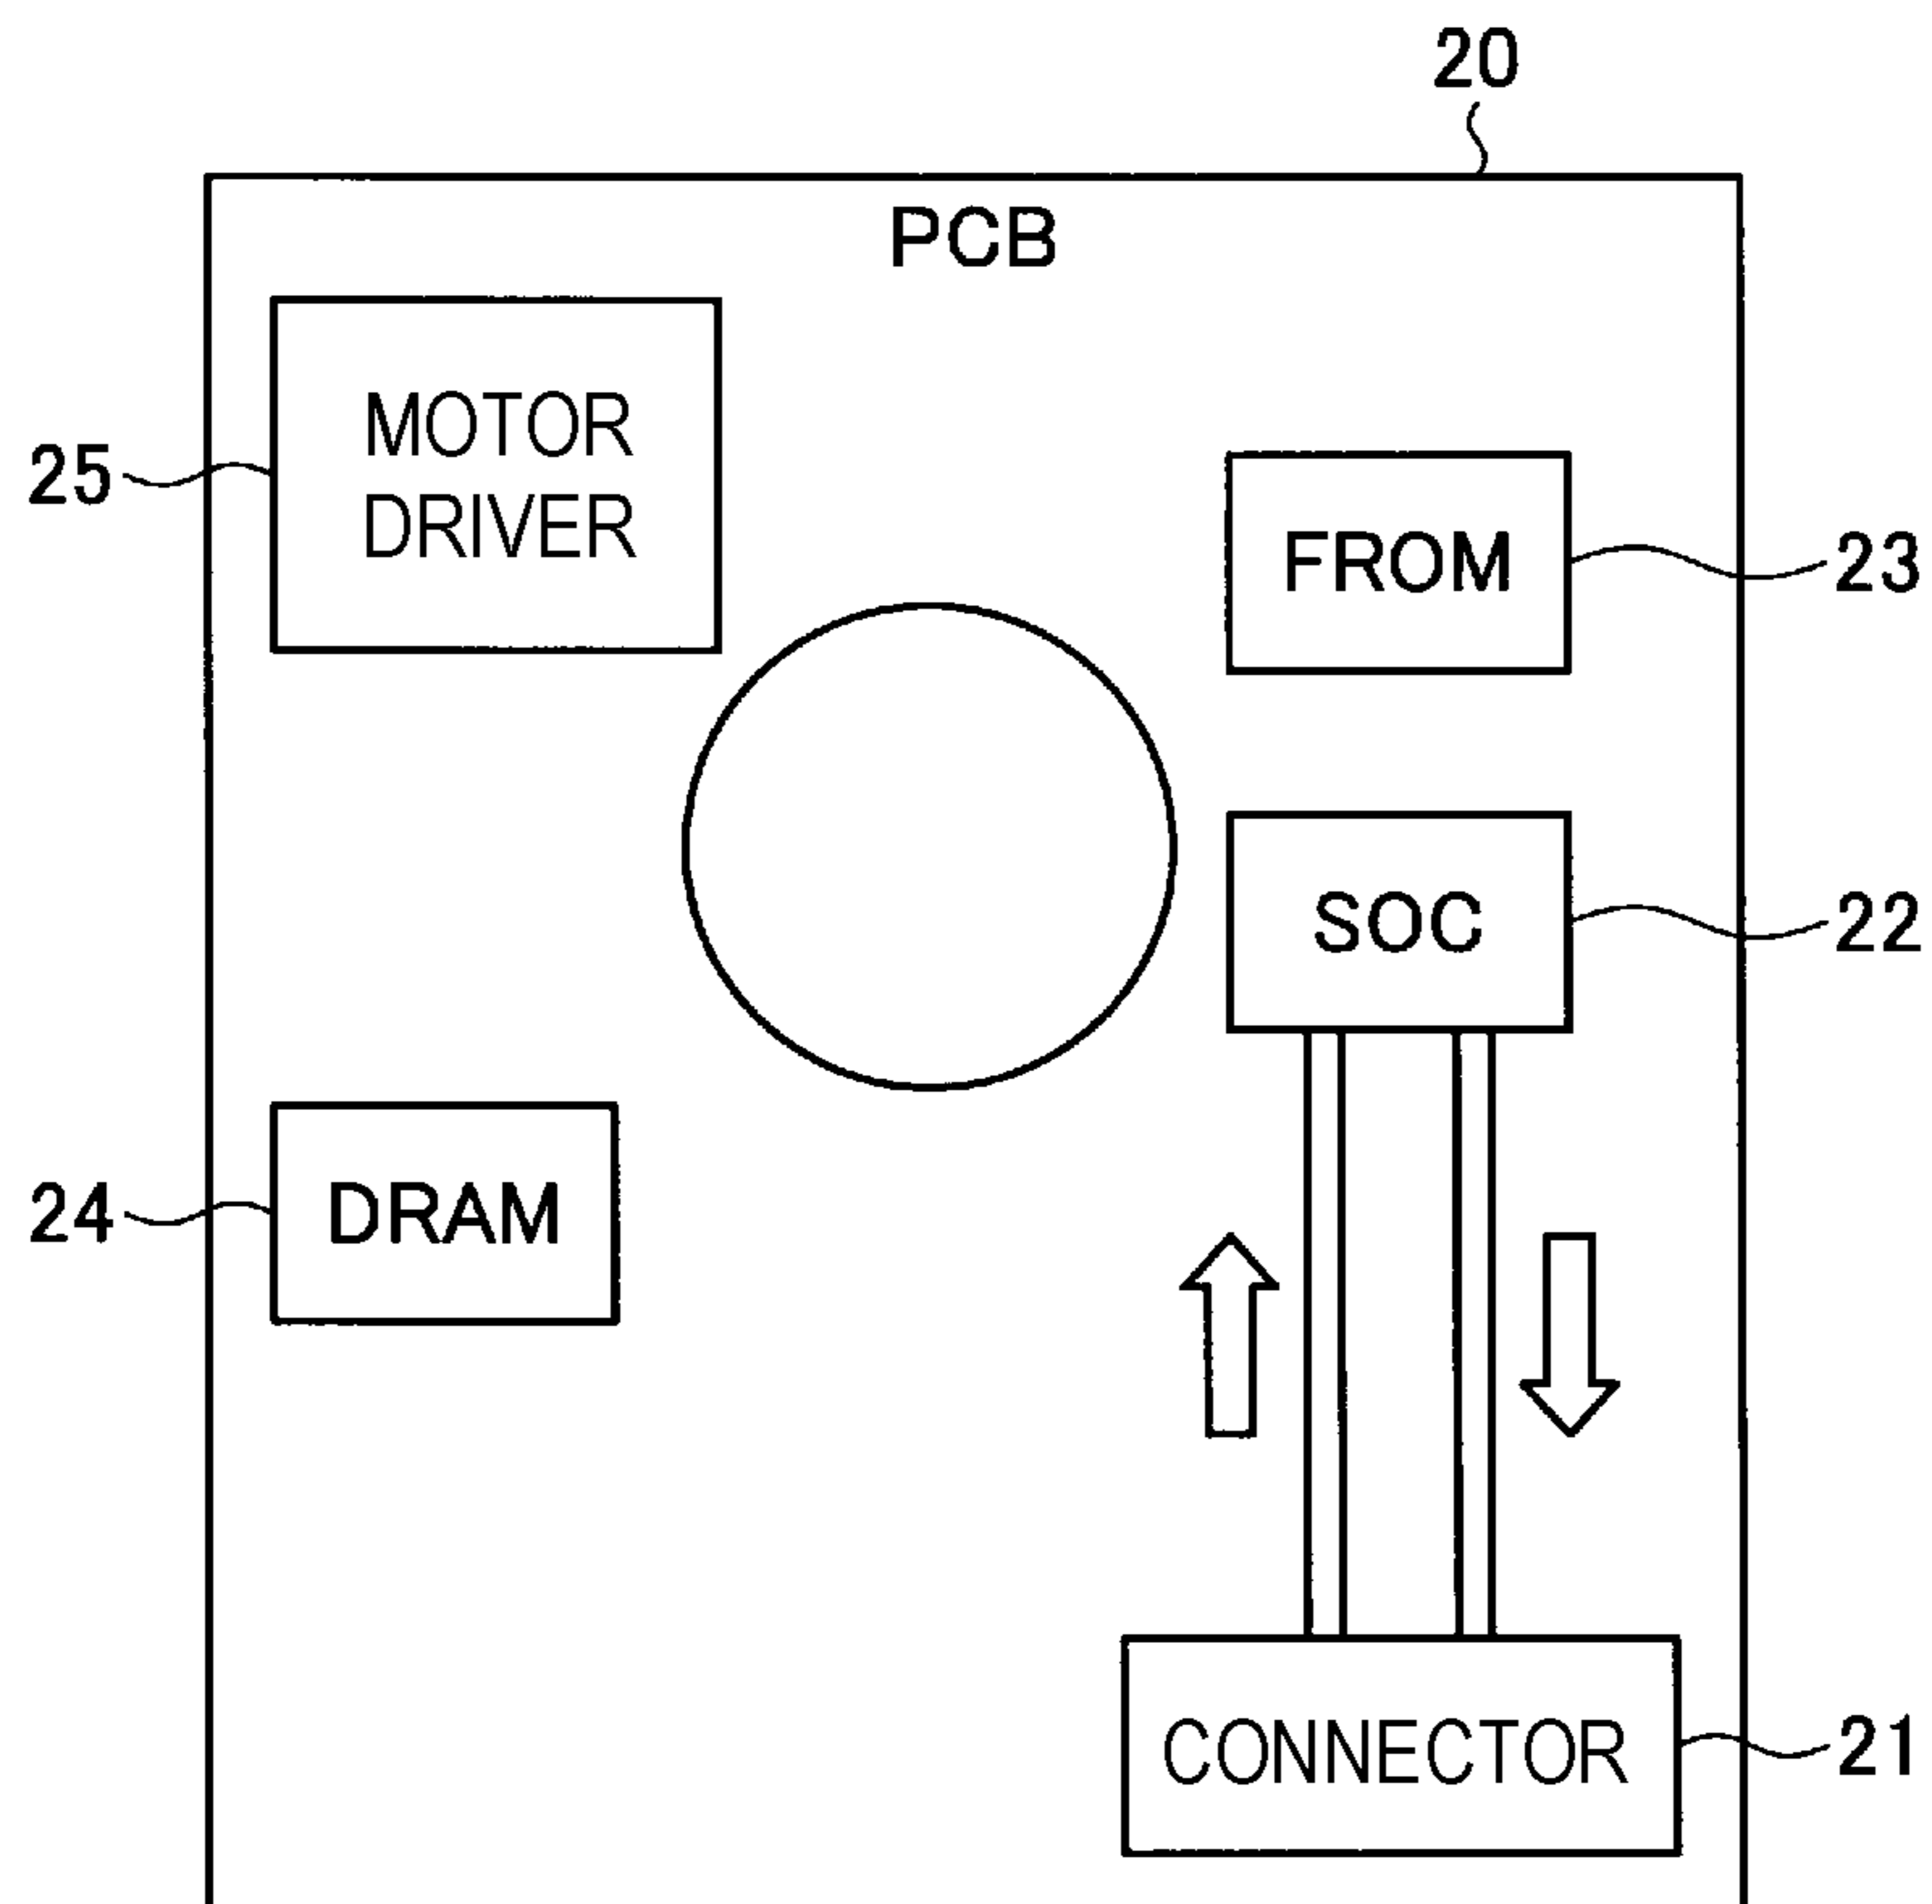 20
PCB
MOTOR
DRIVER
25
FROM
23
SOC
22
DRAM
24
CONNECTOR
21